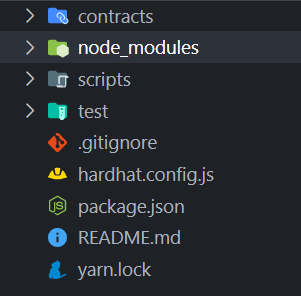 contracts
node_modules
scripts
test
.gitignore
hardhat.config.js
package.json
README.md
yarn.lock